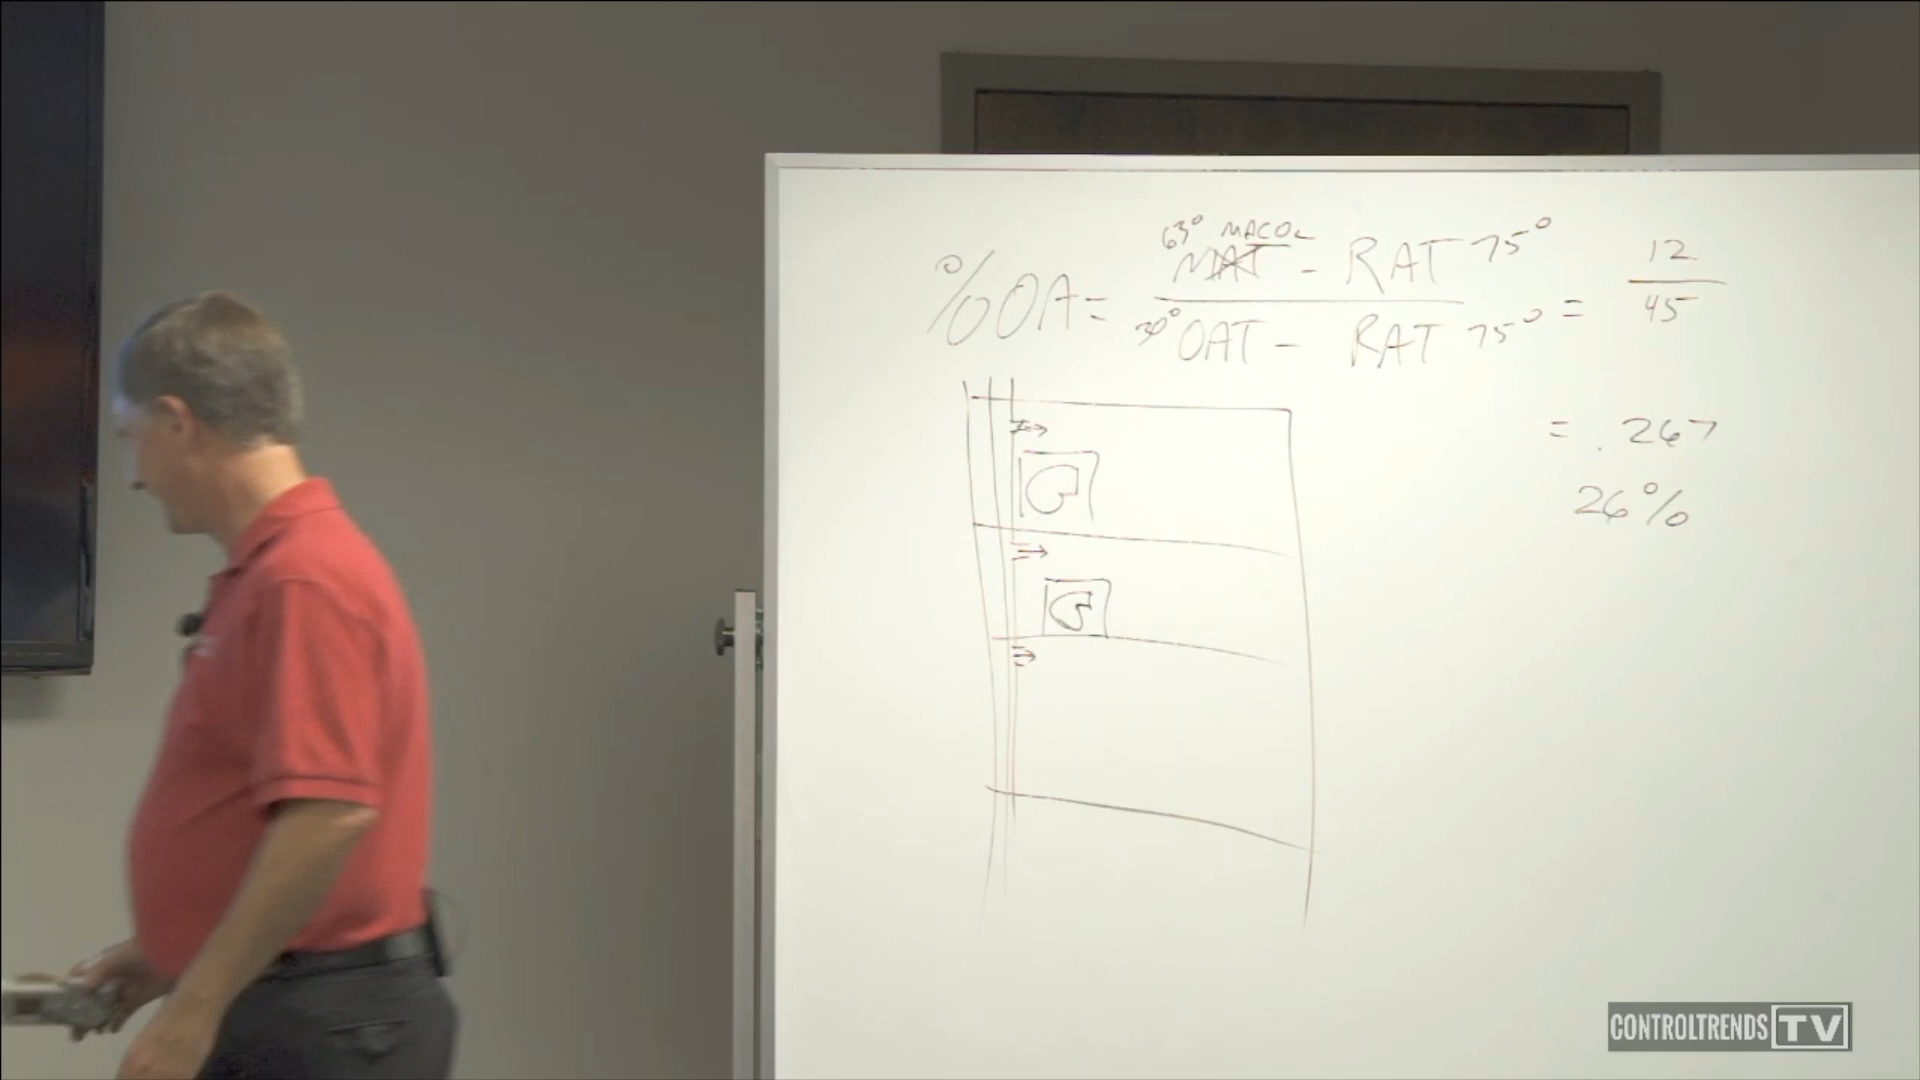 63° MACOL
%OA = MAT - RAT 75° = 12
30° OAT - RAT 75° 45
= .267
26%
CONTROLTRENDS TV